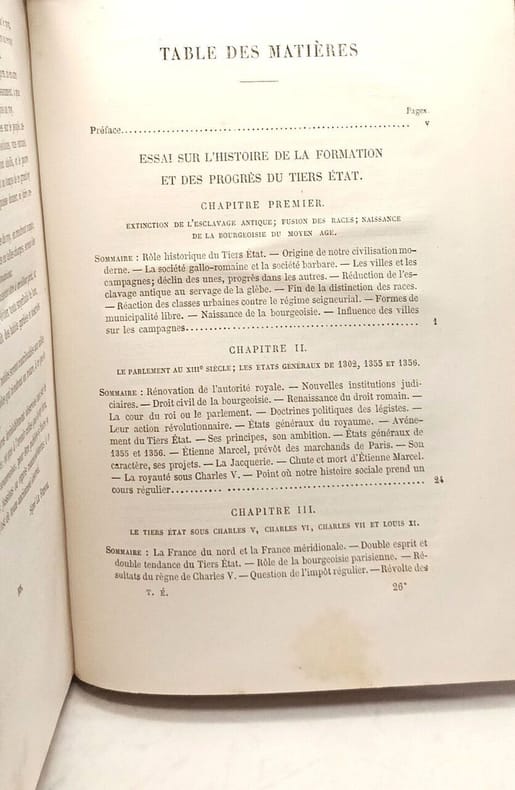 TABLE DES MATIÈRES
Pages.
Préface. v
ESSAI SUR L'HISTOIRE DE LA FORMATION
ET DES PROGRÈS DU TIERS ÉTAT.
CHAPITRE PREMIER.
EXTINCTION DE L'ESCLAVAGE ANTIQUE; FUSION DES RACES; NAISSANCE
DE LA BOURGEOISIE DU MOYEN AGE.
SOMMAIRE : Rôle historique du Tiers État. — Origine de notre civilisation mo-
derne. — La société gallo-romaine et la société barbare. — Les villes et les
campagnes; déclin des unes, progrès dans les autres. — Réduction de l'es-
clavage antique au servage de la glèbe. — Fin de la distinction des races.
— Réaction des classes urbaines contre le régime seigneurial. — Formes de
municipalité libre. — Naissance de la bourgeoisie. — Influence des villes
sur les campagnes. 1
CHAPITRE II.
LE PARLEMENT AU XIIIe SIÈCLE; LES ÉTATS GÉNÉRAUX DE 1302, 1355 ET 1356.
SOMMAIRE : Rénovation de l'autorité royale. — Nouvelles institutions judi-
ciaires. — Droit civil de la bourgeoisie. — Renaissance du droit romain. —
La cour du roi ou le parlement. — Doctrines politiques des légistes. —
Leur action révolutionnaire. — États généraux du royaume. — Avéne-
ment du Tiers État. — Ses principes, son ambition. — États généraux de
1355 et 1356. — Étienne Marcel, prévôt des marchands de Paris. — Son
caractère, ses projets. — La Jacquerie. — Chute et mort d'Étienne Marcel.
— La royauté sous Charles V. — Point où notre histoire sociale prend un
cours régulier. 24
CHAPITRE III.
LE TIERS ÉTAT SOUS CHARLES V, CHARLES VI, CHARLES VII ET LOUIS XI.
SOMMAIRE : La France du nord et la France méridionale. — Double esprit et
double tendance du Tiers État. — Rôle de la bourgeoisie parisienne. — Ré-
sultats du règne de Charles V. — Question de l'impôt régulier. — Révolte des
T. É. 26*